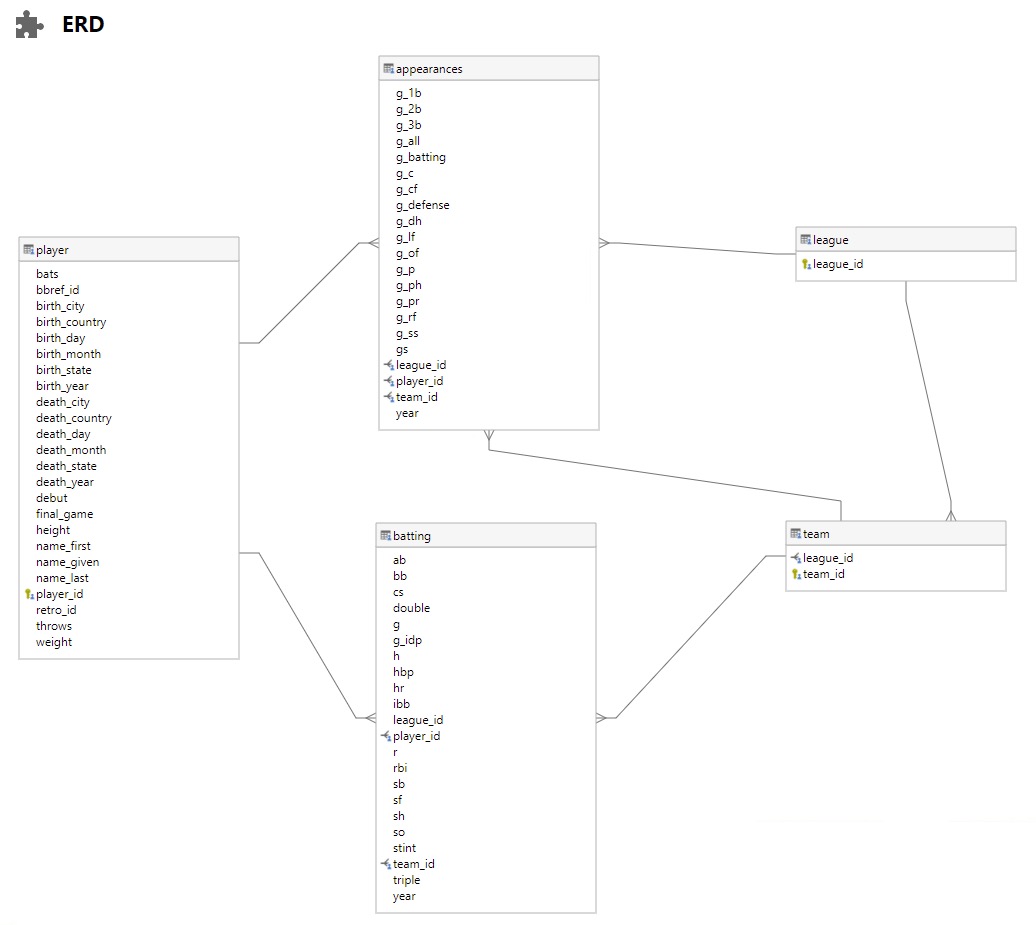 ERD
appearances
g_1b
g_2b
g_3b
g_all
g_batting
g_c
g_cf
g_defense
g_dh
g_lf
g_of
g_p
g_ph
g_pr
g_rf
g_ss
gs
league_id
player_id
team_id
year
player
bats
bbref_id
birth_city
birth_country
birth_day
birth_month
birth_state
birth_year
death_city
death_country
death_day
death_month
death_state
death_year
debut
final_game
height
name_first
name_given
name_last
player_id
retro_id
throws
weight
league
league_id
batting
ab
bb
cs
double
g
g_idp
h
hbp
hr
ibb
league_id
player_id
r
rbi
sb
sf
sh
so
stint
team_id
triple
year
team
league_id
team_id